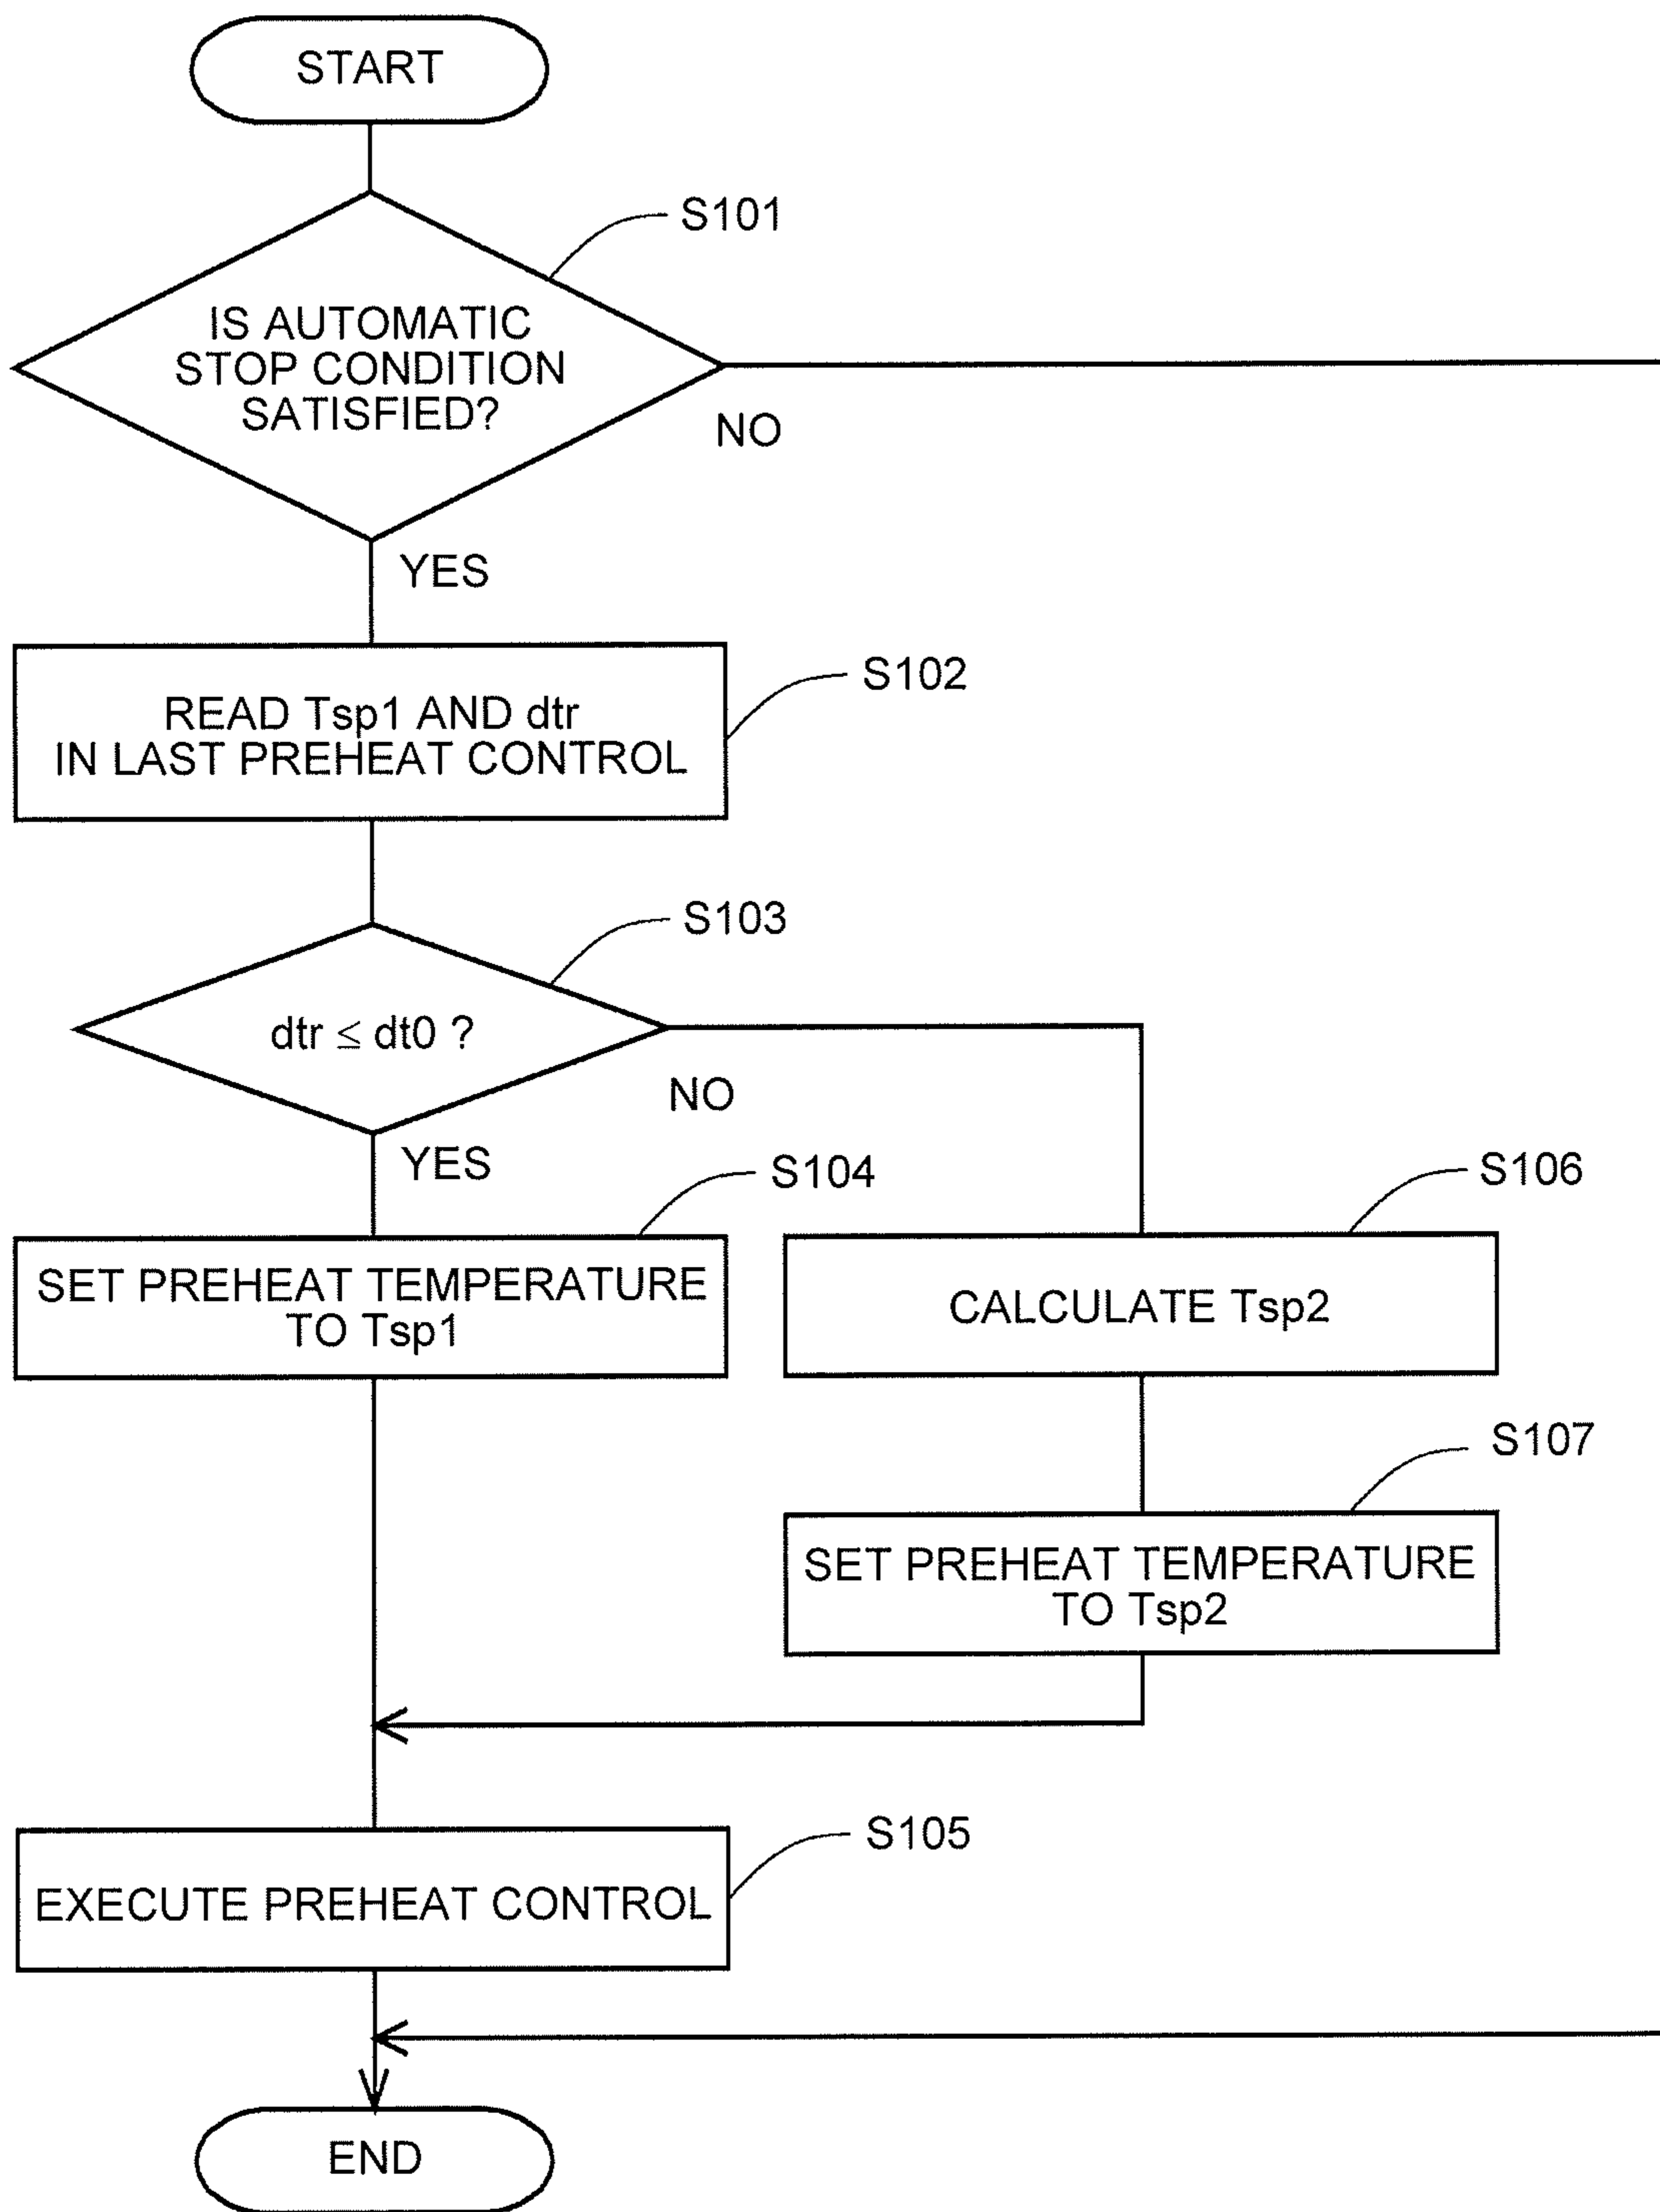 START
S101
IS AUTOMATIC
STOP CONDITION
SATISFIED?
NO
YES
S102
READ Tsp1 AND dtr
IN LAST PREHEAT CONTROL
S103
dtr ≤ dt0 ?
NO
YES
S104
S106
SET PREHEAT TEMPERATURE
TO Tsp1
CALCULATE Tsp2
S107
SET PREHEAT TEMPERATURE
TO Tsp2
S105
EXECUTE PREHEAT CONTROL
END